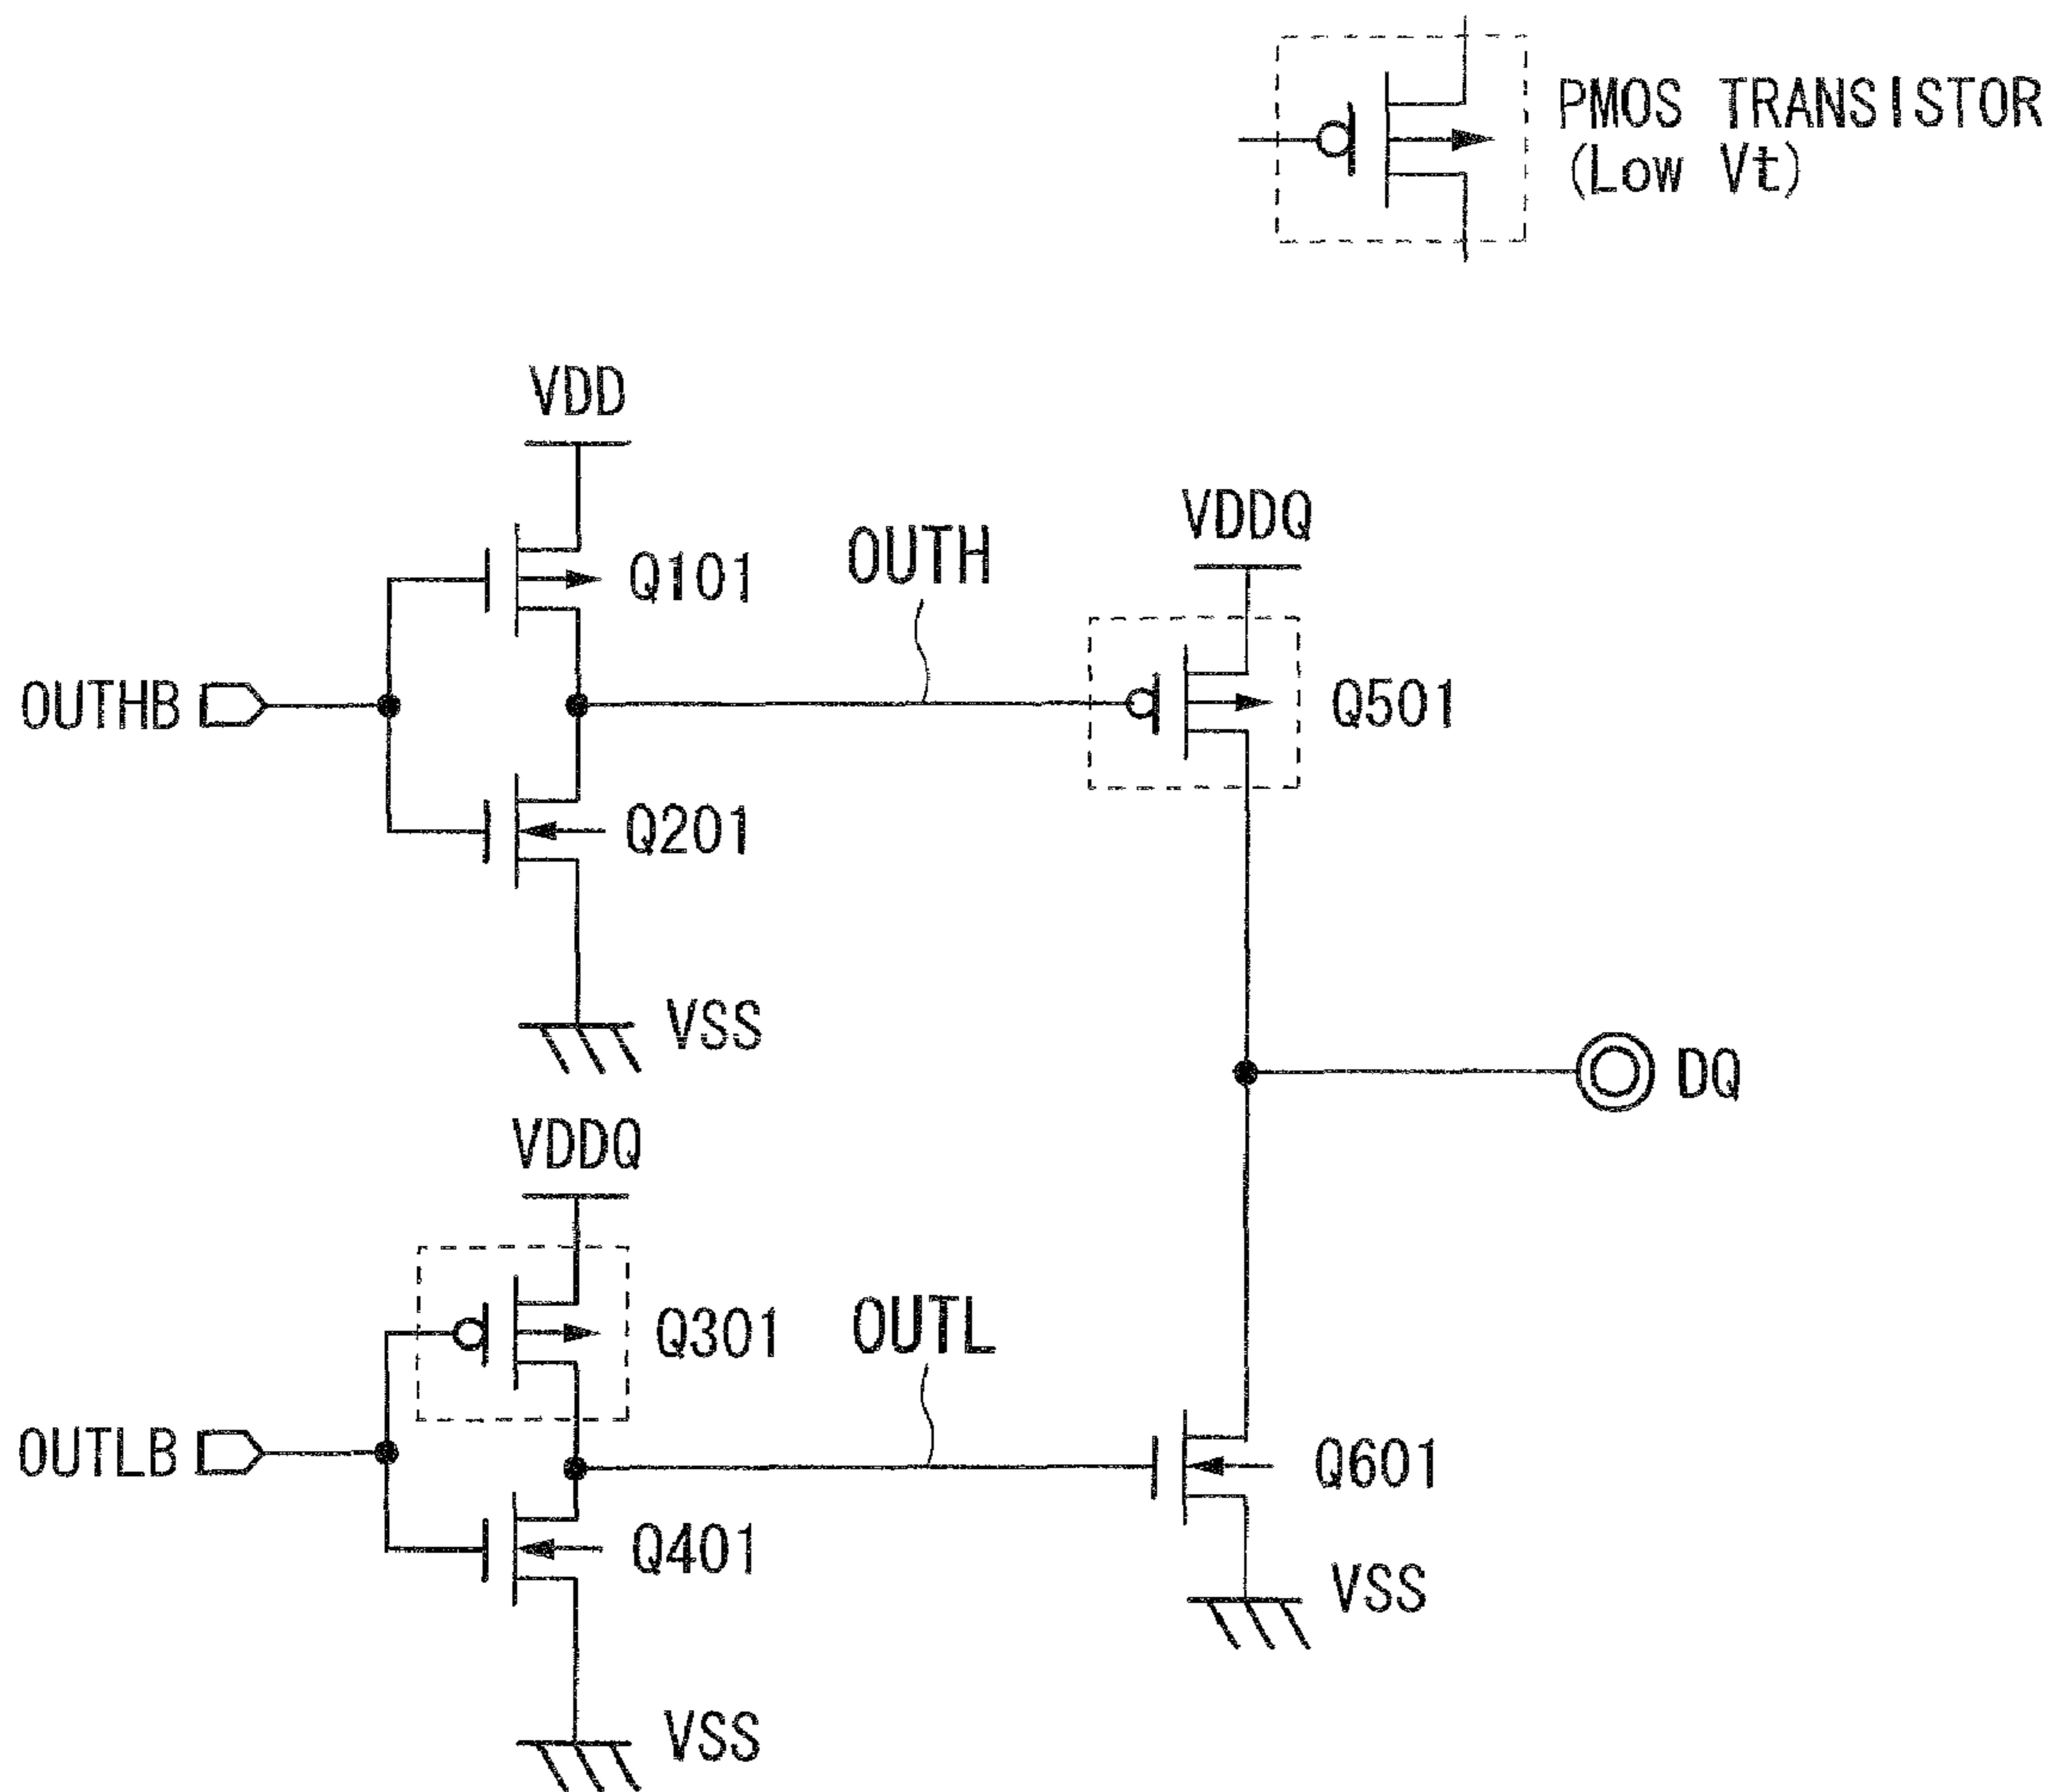 PMOS TRANSISTOR
(Low Vt)
VDD
VDDQ
OUTH
Q101
OUTHB
Q501
Q201
VSS
DQ
VDDQ
Q301
OUTL
OUTLB
Q601
Q401
VSS
VSS